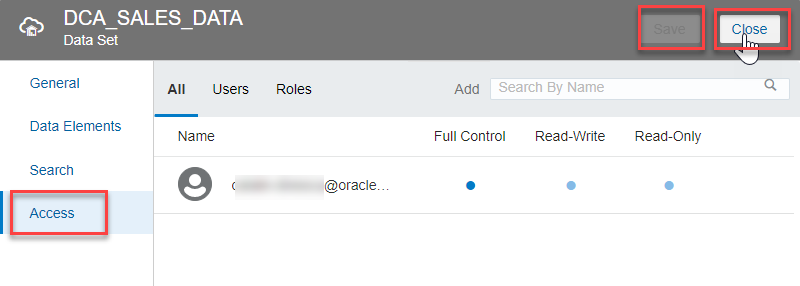 DCA_SALES_DATA
Data Set
Save
Close
General
Data Elements
Search
Access
All Users Roles Add Search By Name
Name Full Control Read-Write Read-Only
@oracle...